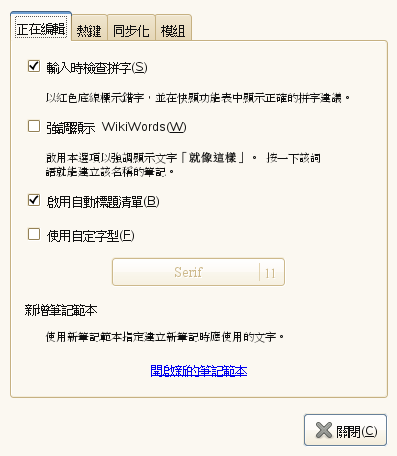 正在編輯 熱鍵 同步化 模組
輸入時檢查拼字(S)
以紅色底線標示錯字，並在快顯功能表中顯示正確的拼字建議。
強調顯示 WikiWords(W)
啟用本選項以強調顯示文字「就像這樣」。 按一下該詞
語就能建立該名稱的筆記。
啟用自動標題清單(B)
使用自定字型(F)
Serif 11
新增筆記範本
使用新筆記範本指定建立新筆記時應使用的文字。
開啟新的筆記範本
關閉(C)